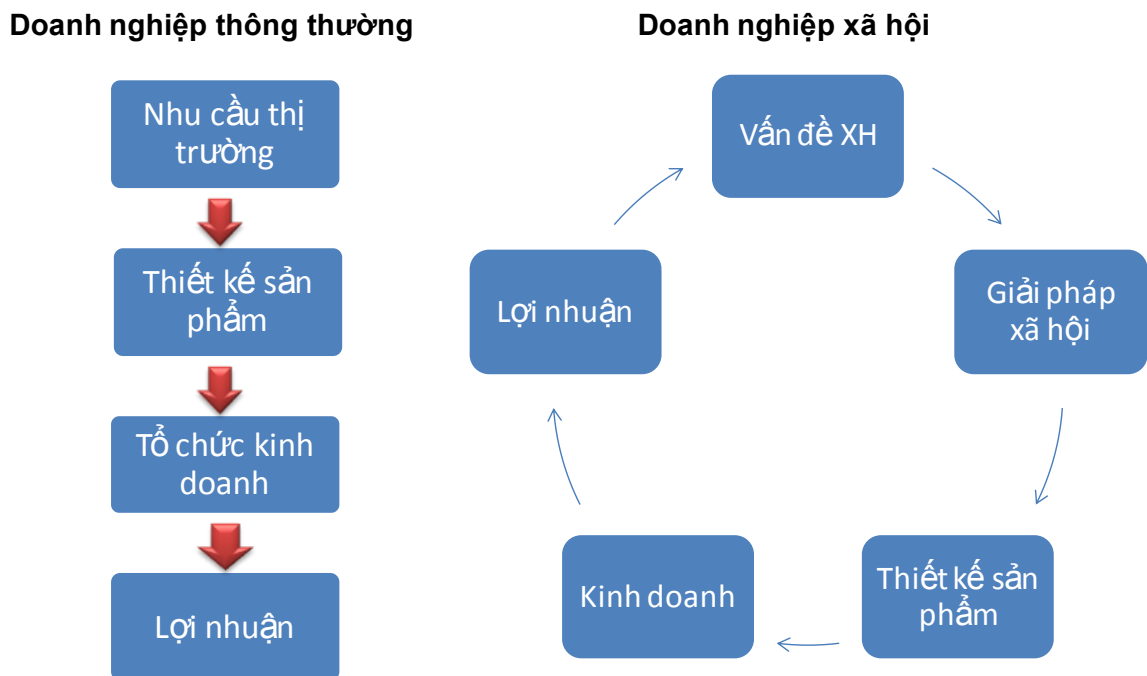 Doanh nghiệp thông thường
Nhu cầu thị
trường
Thiết kế sản
phẩm
Tổ chức kinh
doanh
Lợi nhuận
Doanh nghiệp xã hội
Vấn đề XH
Giải pháp
xã hội
Thiết kế sản
phẩm
Kinh doanh
Lợi nhuận